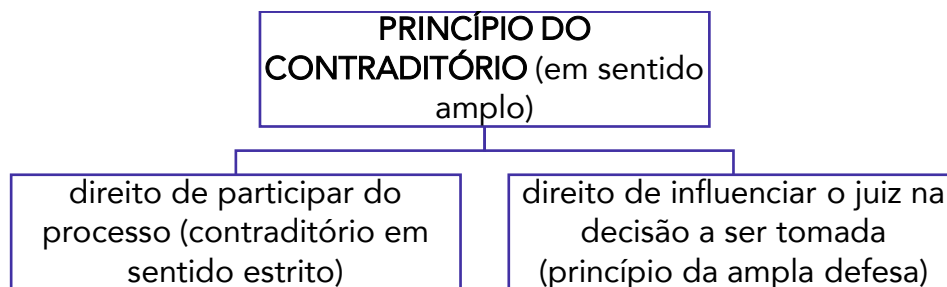 PRINCÍPIO DO
CONTRADITÓRIO (em sentido
amplo)
direito de participar do
processo (contraditório em
sentido estrito)
direito de influenciar o juiz na
decisão a ser tomada
(princípio da ampla defesa)